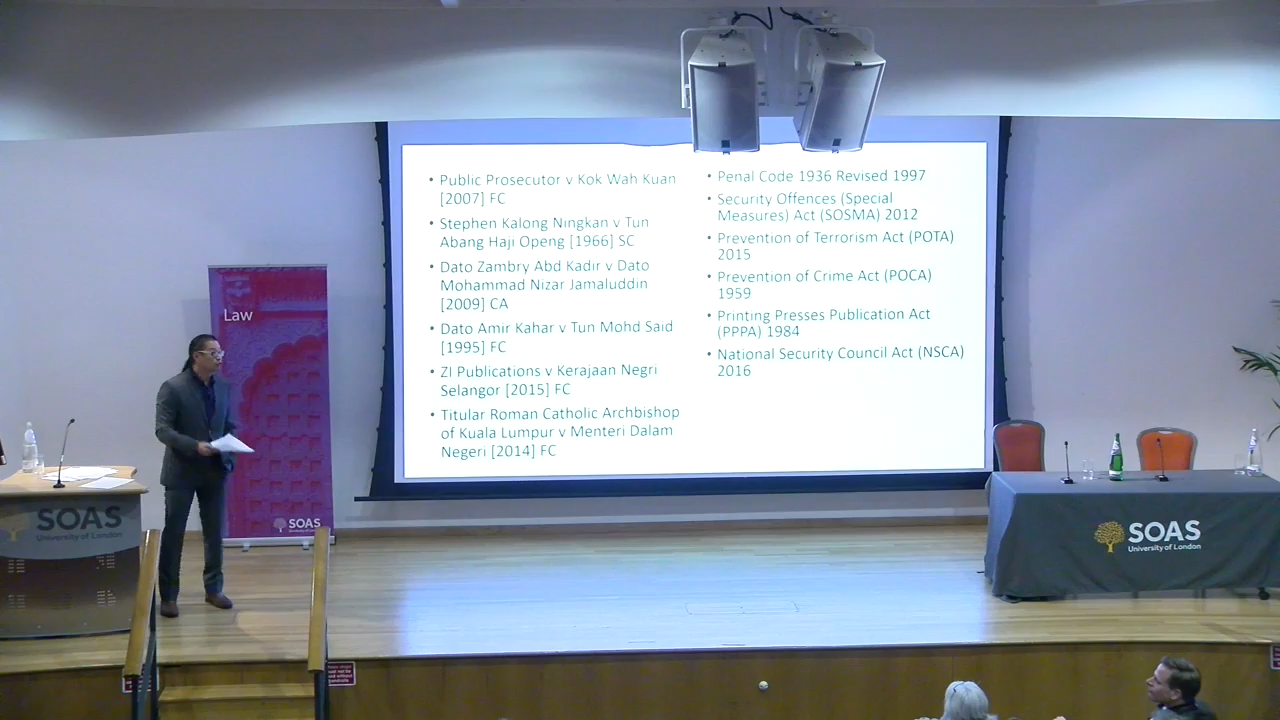 • Public Prosecutor v Kok Wah Kuan
[2007] FC
• Stephen Kalong Ningkan v Tun
Abang Haji Openg [1966] SC
• Dato Zambry Abd Kadir v Dato
Mohammad Nizar Jamaluddin
[2009] CA
• Dato Amir Kahar v Tun Mohd Said
[1995] FC
• ZI Publications v Kerajaan Negri
Selangor [2015] FC
• Titular Roman Catholic Archbishop
of Kuala Lumpur v Menteri Dalam
Negeri [2014] FC
• Penal Code 1936 Revised 1997
• Security Offences (Special
Measures) Act (SOSMA) 2012
• Prevention of Terrorism Act (POTA)
2015
• Prevention of Crime Act (POCA)
1959
• Printing Presses Publication Act
(PPPA) 1984
• National Security Council Act (NSCA)
2016
Law
SOAS
SOAS
University of London
SOAS
University of London